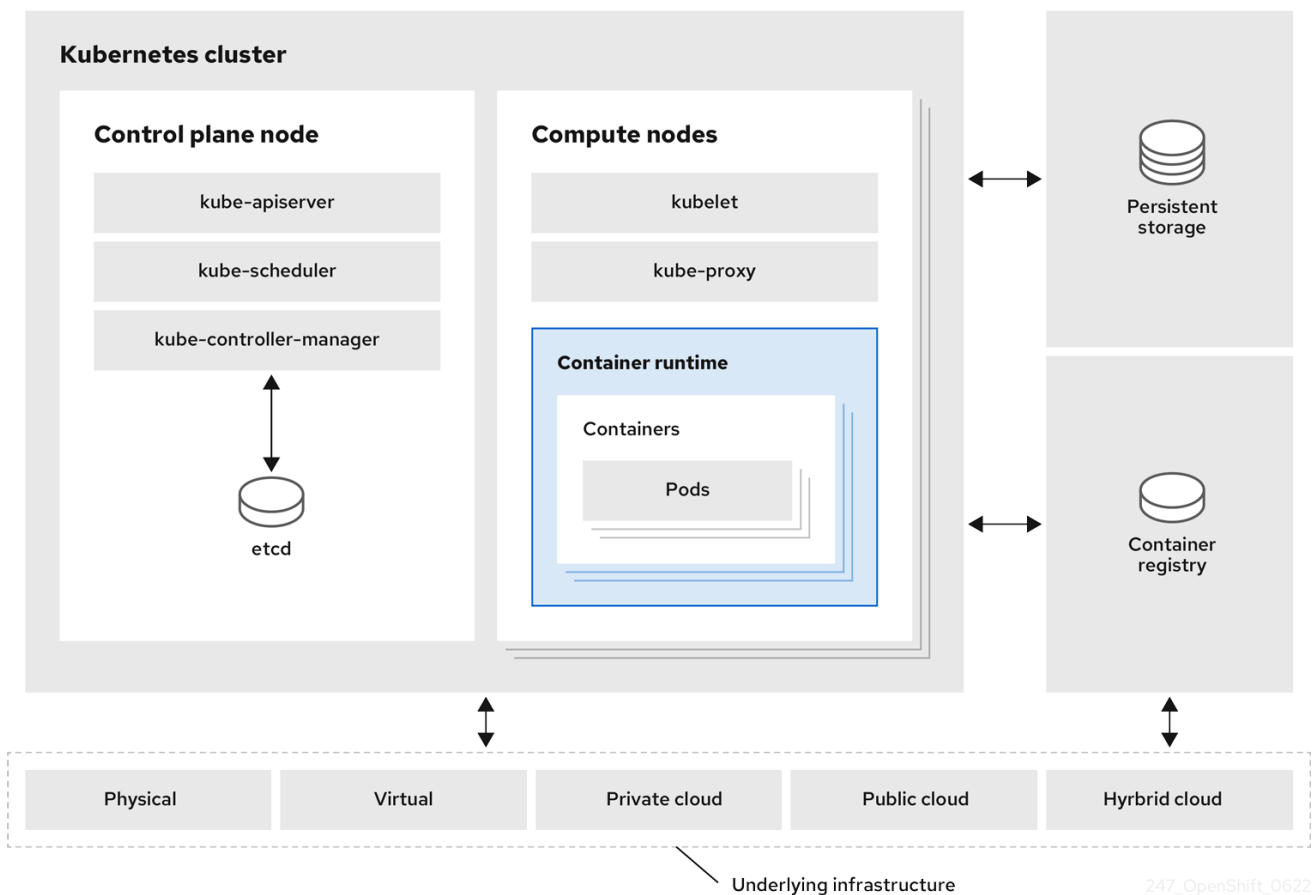 Kubernetes cluster
Control plane node
kube-apiserver
kube-scheduler
kube-controller-manager
etcd
Compute nodes
kubelet
kube-proxy
Container runtime
Containers
Pods
Persistent
storage
Container
registry
Physical
Virtual
Private cloud
Public cloud
Hyrbrid cloud
Underlying infrastructure
247_OpenShift_0622